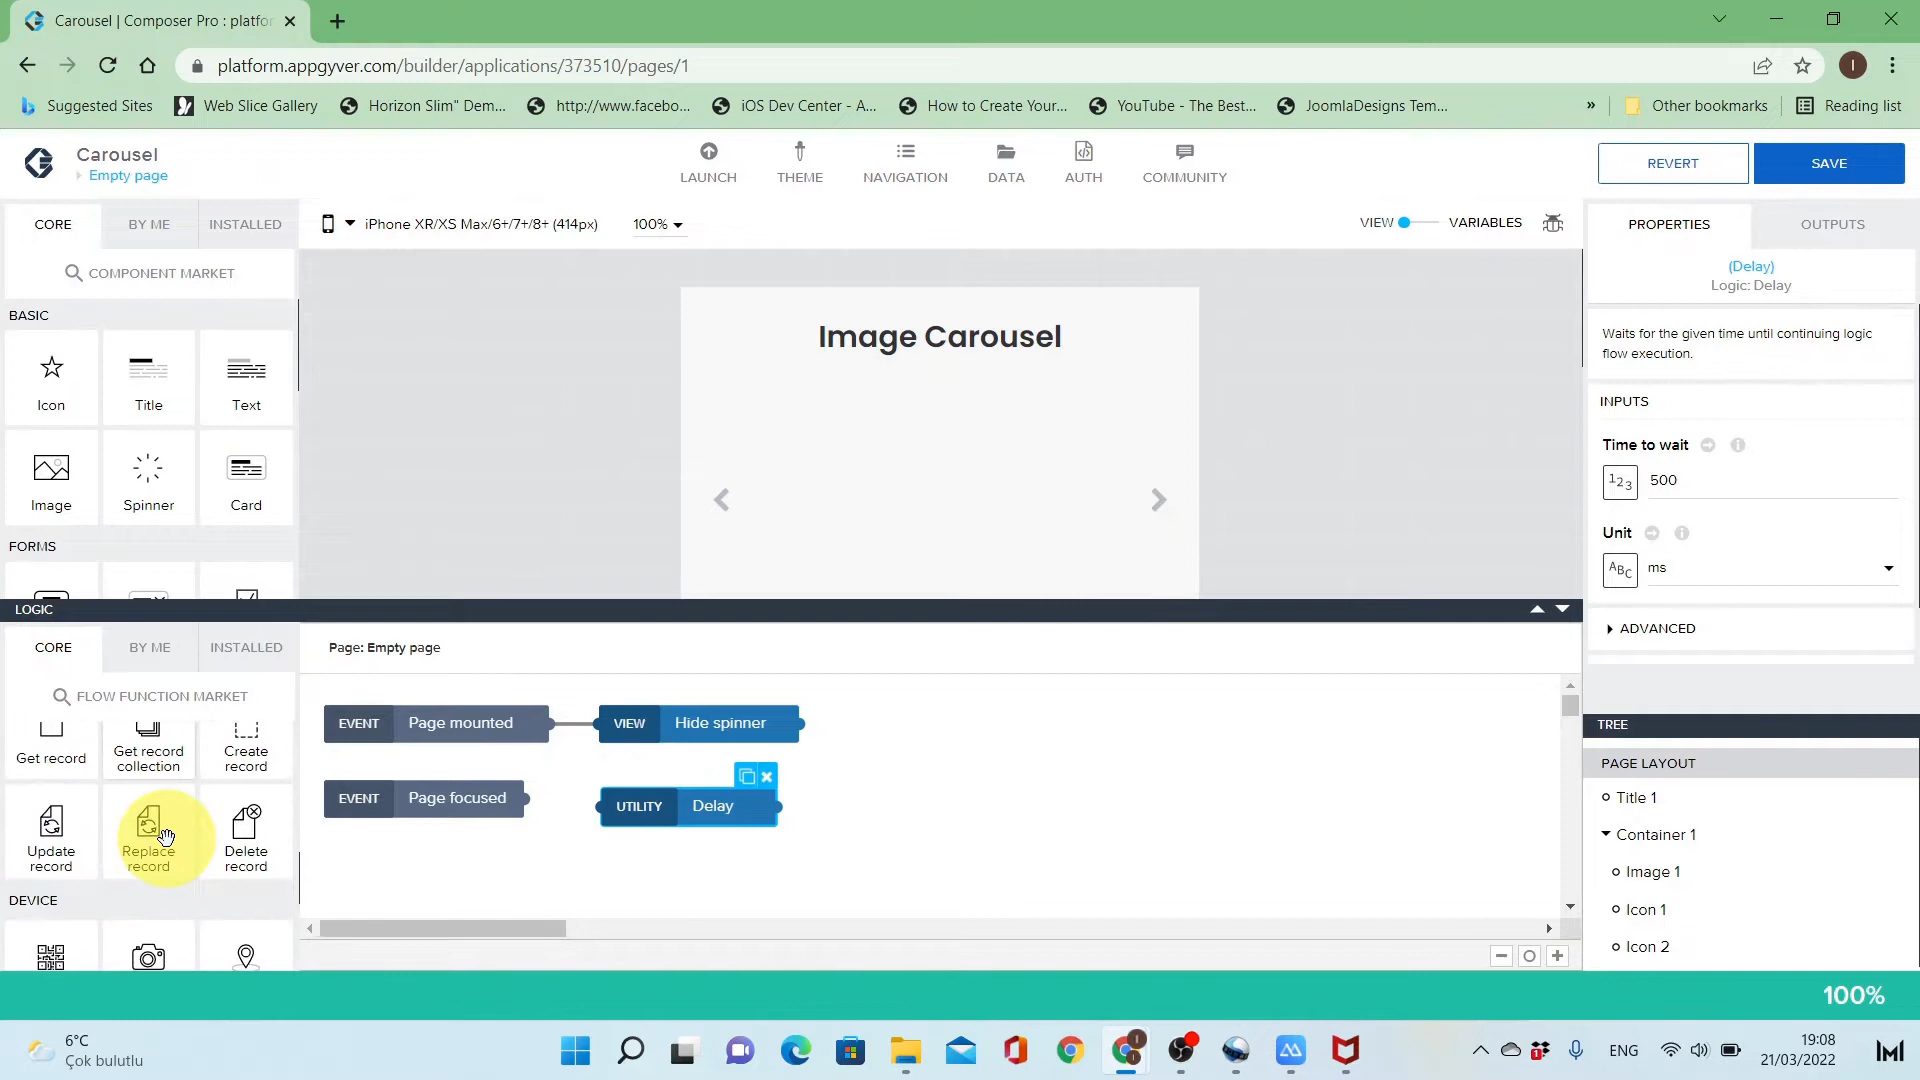 Carousel | Composer Pro : platfor
platform.appgyver.com/builder/applications/373510/pages/1
I
Suggested Sites
Web Slice Gallery
Horizon Slim" Dem...
http://www.facebo...
iOS Dev Center - A...
How to Create Your...
YouTube - The Best...
JoomlaDesigns Tem...
»
Other bookmarks
Reading list
Carousel
Empty page
LAUNCH
THEME
NAVIGATION
DATA
AUTH
COMMUNITY
REVERT
SAVE
CORE
BY ME
INSTALLED
iPhone XR/XS Max/6+/7+/8+ (414px)
100%
VIEW
VARIABLES
PROPERTIES
OUTPUTS
COMPONENT MARKET
(Delay)
Logic: Delay
BASIC
Icon
Title
Text
Image
Spinner
Card
FORMS
Image Carousel
Waits for the given time until continuing logic
flow execution.
INPUTS
Time to wait
123
500
Unit
ABC
ms
ADVANCED
LOGIC
CORE
BY ME
INSTALLED
Page: Empty page
FLOW FUNCTION MARKET
Get record
Get record
collection
Create
record
Update
record
Replace
record
Delete
record
DEVICE
EVENT
Page mounted
VIEW
Hide spinner
EVENT
Page focused
UTILITY
Delay
TREE
PAGE LAYOUT
Title 1
Container 1
Image 1
Icon 1
Icon 2
100%
6°C
Çok bulutlu
1
ENG
19:08
21/03/2022